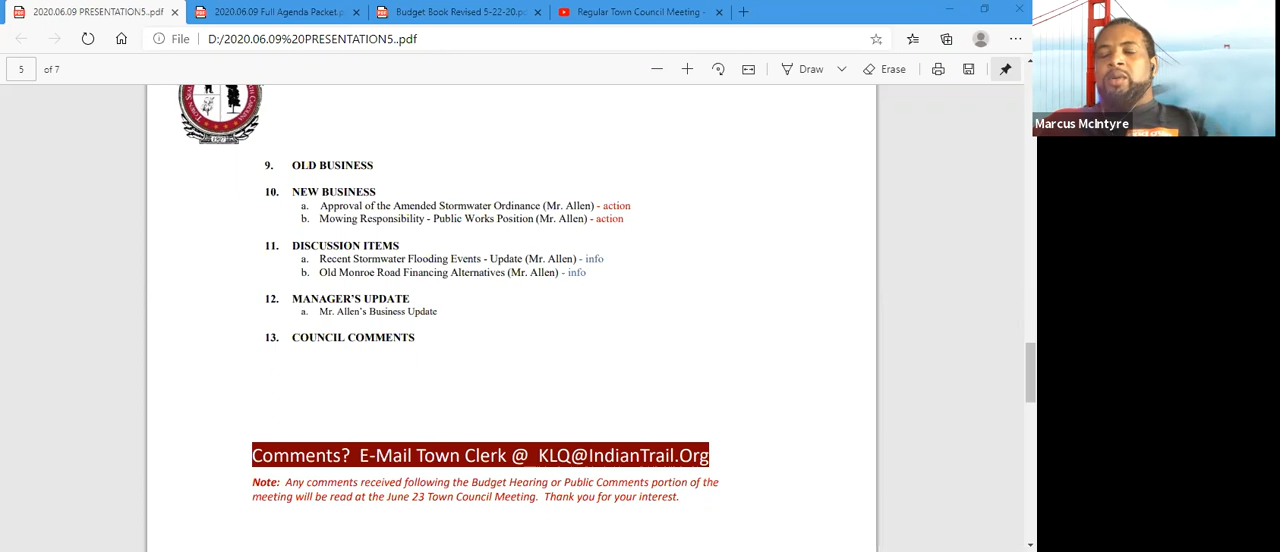 2020.06.09 PRESENTATION5..pdf
2020.06.09 Full Agenda Packet.p
Budget Book Revised 5-22-20.pc
Regular Town Council Meeting -
File D:/2020.06.09%20PRESENTATION5..pdf
5 of 7
Draw
Erase
Marcus McIntyre
9. OLD BUSINESS
10. NEW BUSINESS
a. Approval of the Amended Stormwater Ordinance (Mr. Allen) - action
b. Mowing Responsibility - Public Works Position (Mr. Allen) - action
11. DISCUSSION ITEMS
a. Recent Stormwater Flooding Events - Update (Mr. Allen) - info
b. Old Monroe Road Financing Alternatives (Mr. Allen) - info
12. MANAGER'S UPDATE
a. Mr. Allen's Business Update
13. COUNCIL COMMENTS
Comments? E-Mail Town Clerk @ KLQ@IndianTrail.Org
Note: Any comments received following the Budget Hearing or Public Comments portion of the
meeting will be read at the June 23 Town Council Meeting. Thank you for your interest.